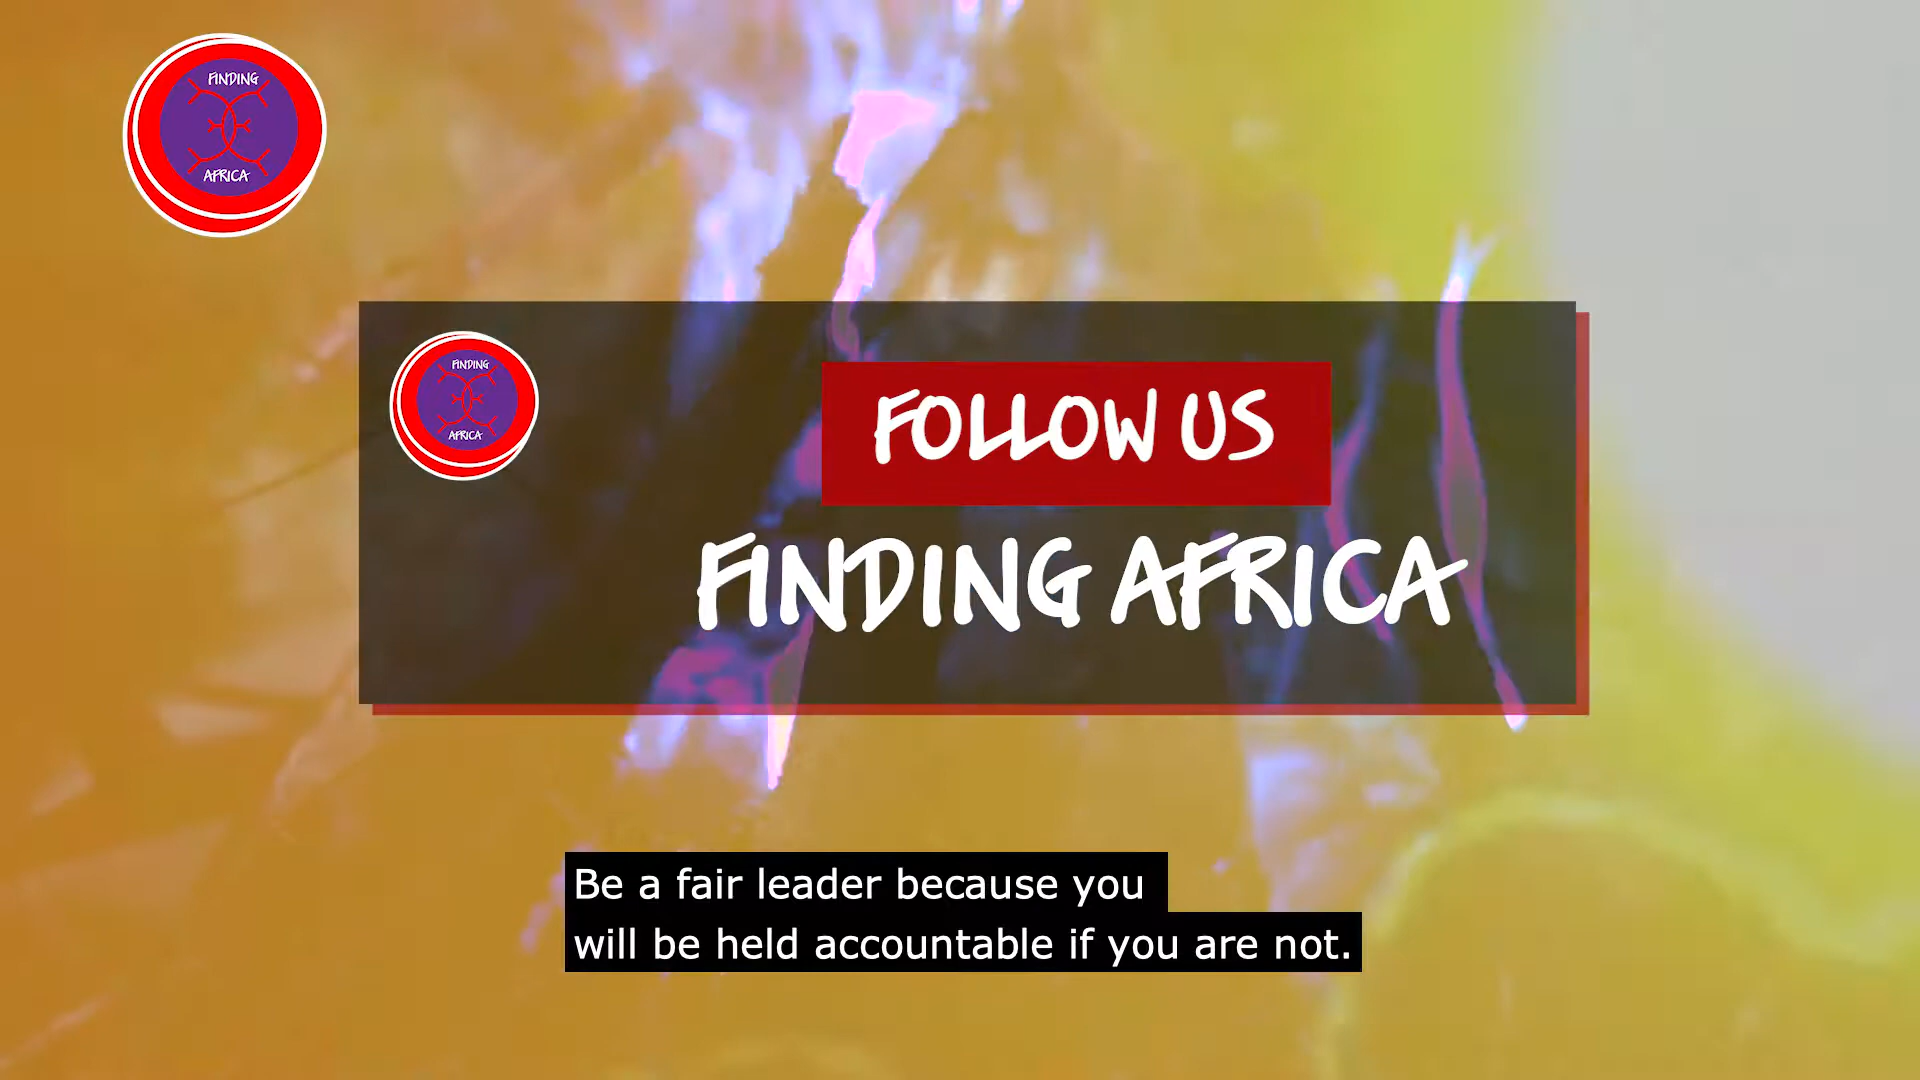 FINDING
AFRICA
FINDING
AFRICA
FOLLOW US
FINDING AFRICA
Be a fair leader because you
will be held accountable if you are not.